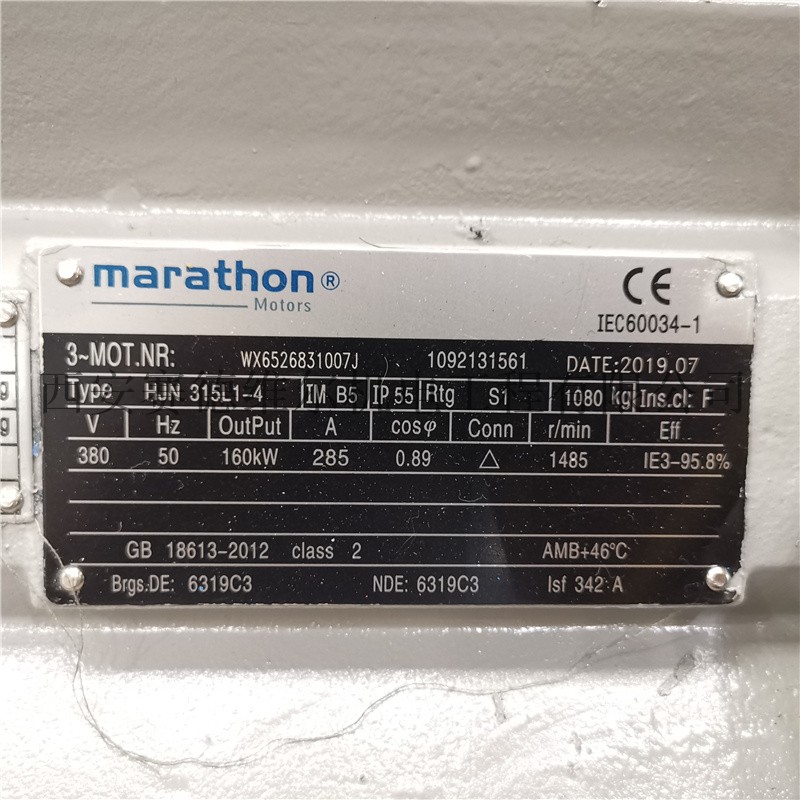 marathon®
Motors
CE
IEC60034-1
3~MOT.NR: WX6526831007J 1092131561 DATE:2019.07
Type HJN 315L1-4 IM B5 IP 55 Rtg S1 1080 kg Ins.cl: F
V Hz OutPut A cosφ Conn r/min Eff
380 50 160kW 285 0.89 △ 1485 IE3-95.8%
GB 18613-2012 class 2 AMB+46℃
Brgs.DE: 6319C3 NDE: 6319C3 Isf 342 A
g
g